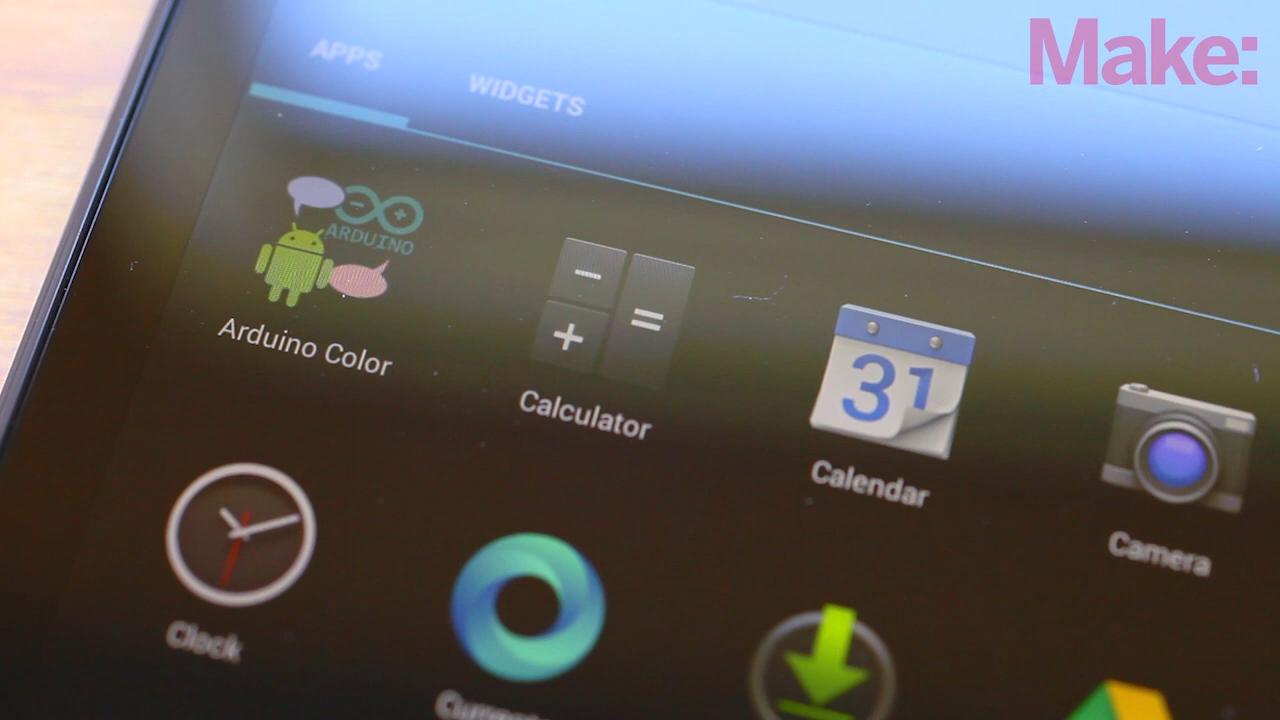 Make:
APPS
WIDGETS
ARDUINO
Arduino Color
Calculator
31
Calendar
Camera
Clock